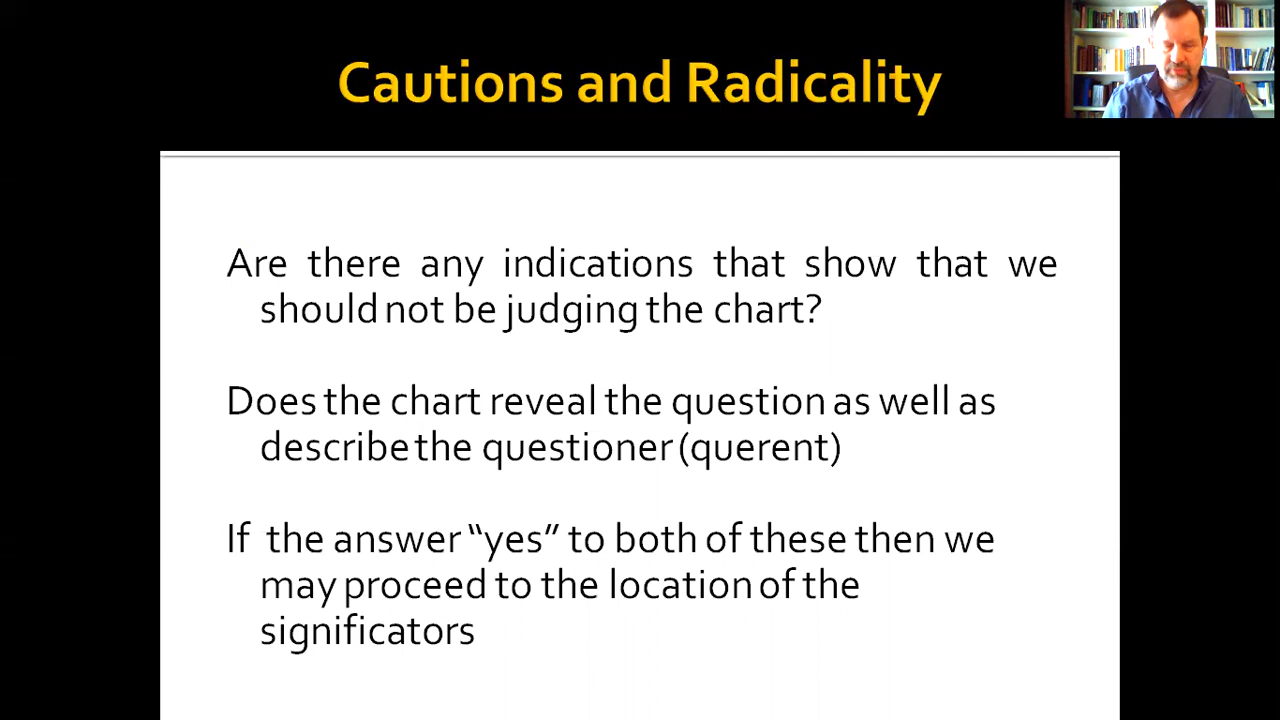 Cautions and Radicality
Are there any indications that show that we
should not be judging the chart?
Does the chart reveal the question as well as
describe the questioner (querent)
If the answer “yes” to both of these then we
may proceed to the location of the
significators